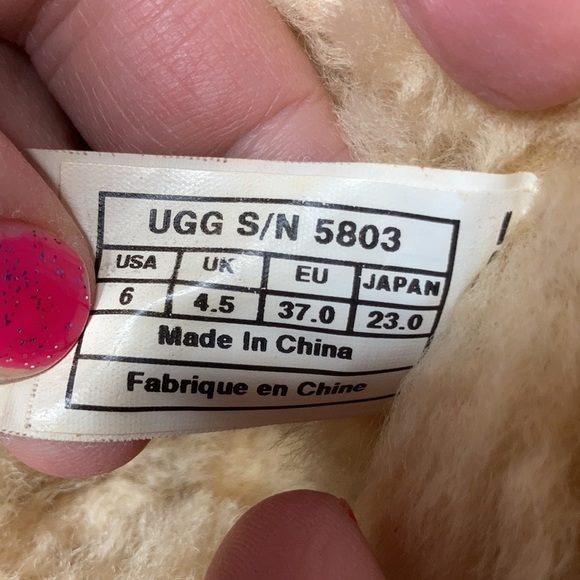 UGG S/N 5803
USA UK EU JAPAN
6 4.5 37.0 23.0
Made In China
Fabrique en Chine